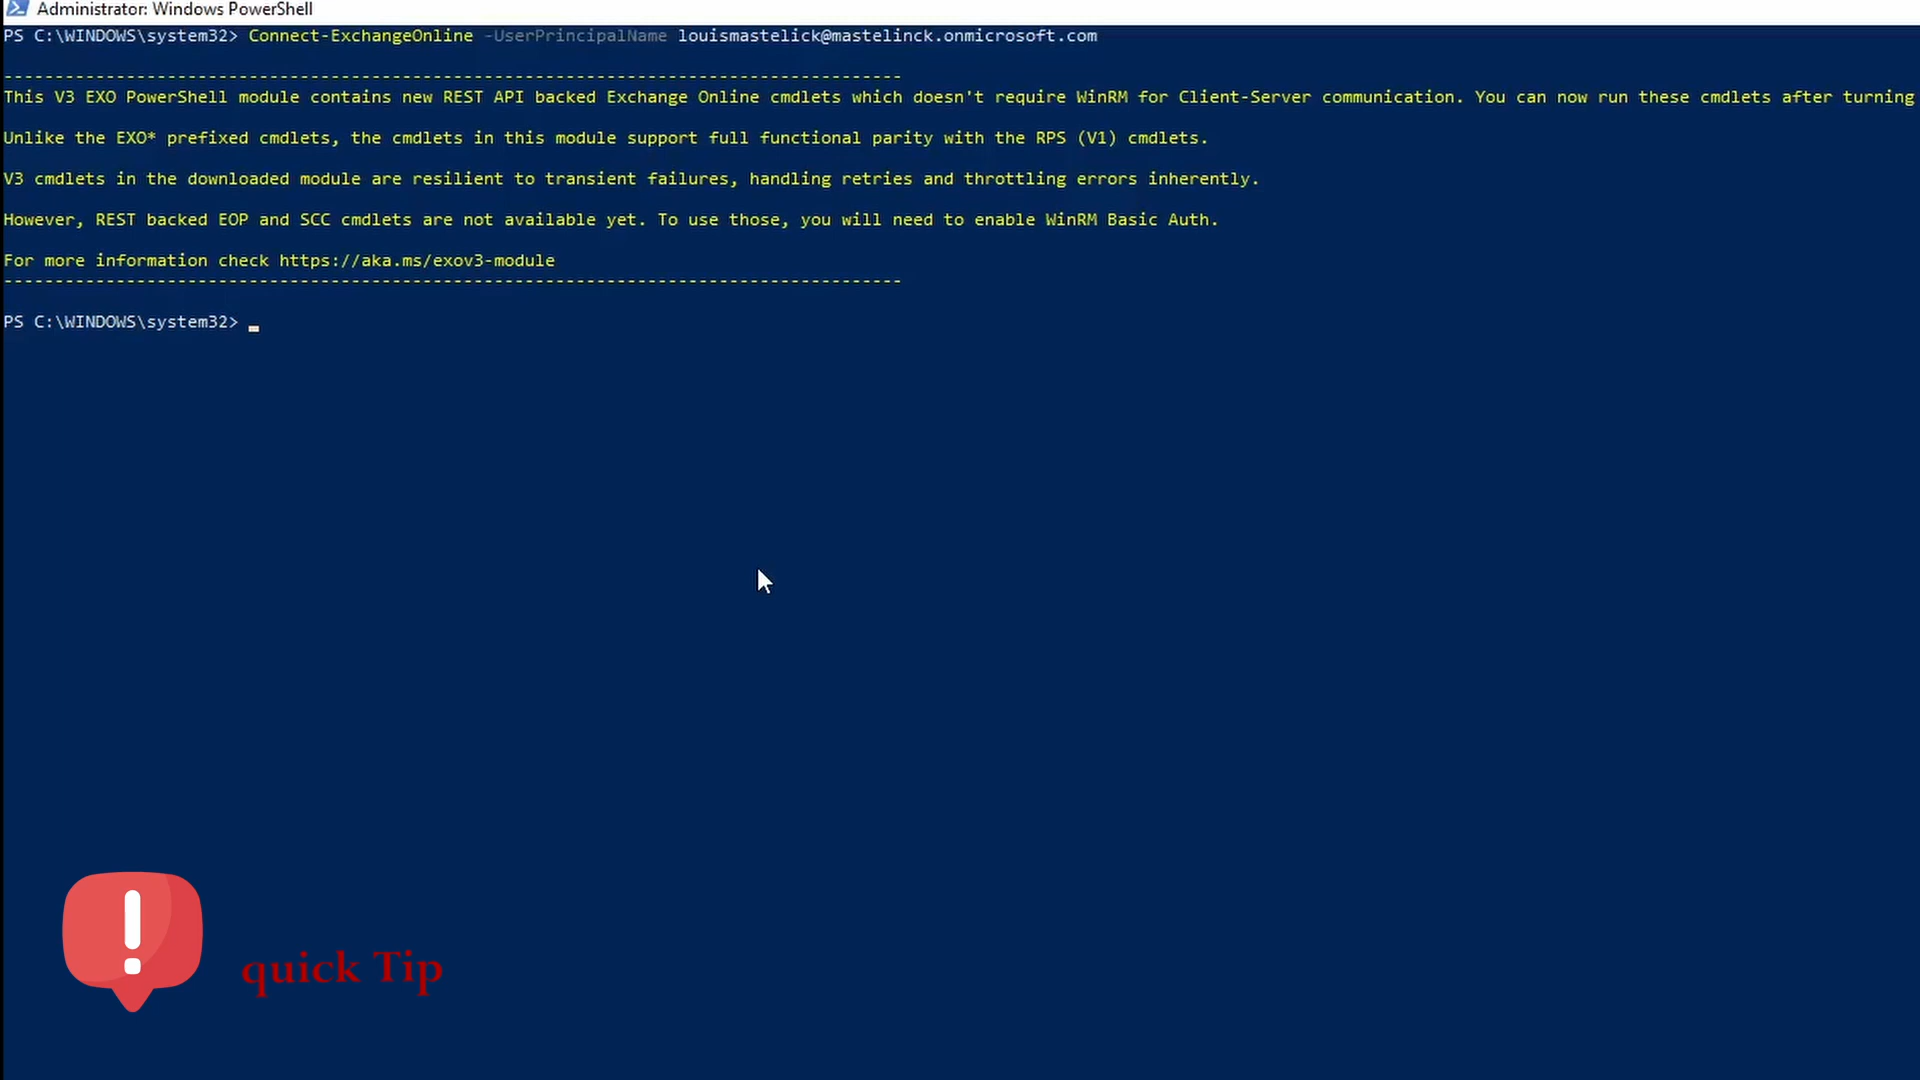 Administrator: Windows PowerShell
PS C:\WINDOWS\system32> Connect-ExchangeOnline -UserPrincipalName louismastelick@mastelinck.onmicrosoft.com
----------------------------------------------------------------------------------------
This V3 EXO PowerShell module contains new REST API backed Exchange Online cmdlets which doesn't require WinRM for Client-Server communication. You can now run these cmdlets after turning
Unlike the EXO* prefixed cmdlets, the cmdlets in this module support full functional parity with the RPS (V1) cmdlets.
V3 cmdlets in the downloaded module are resilient to transient failures, handling retries and throttling errors inherently.
However, REST backed EOP and SCC cmdlets are not available yet. To use those, you will need to enable WinRM Basic Auth.
For more information check https://aka.ms/exov3-module
----------------------------------------------------------------------------------------
PS C:\WINDOWS\system32>
quick Tip